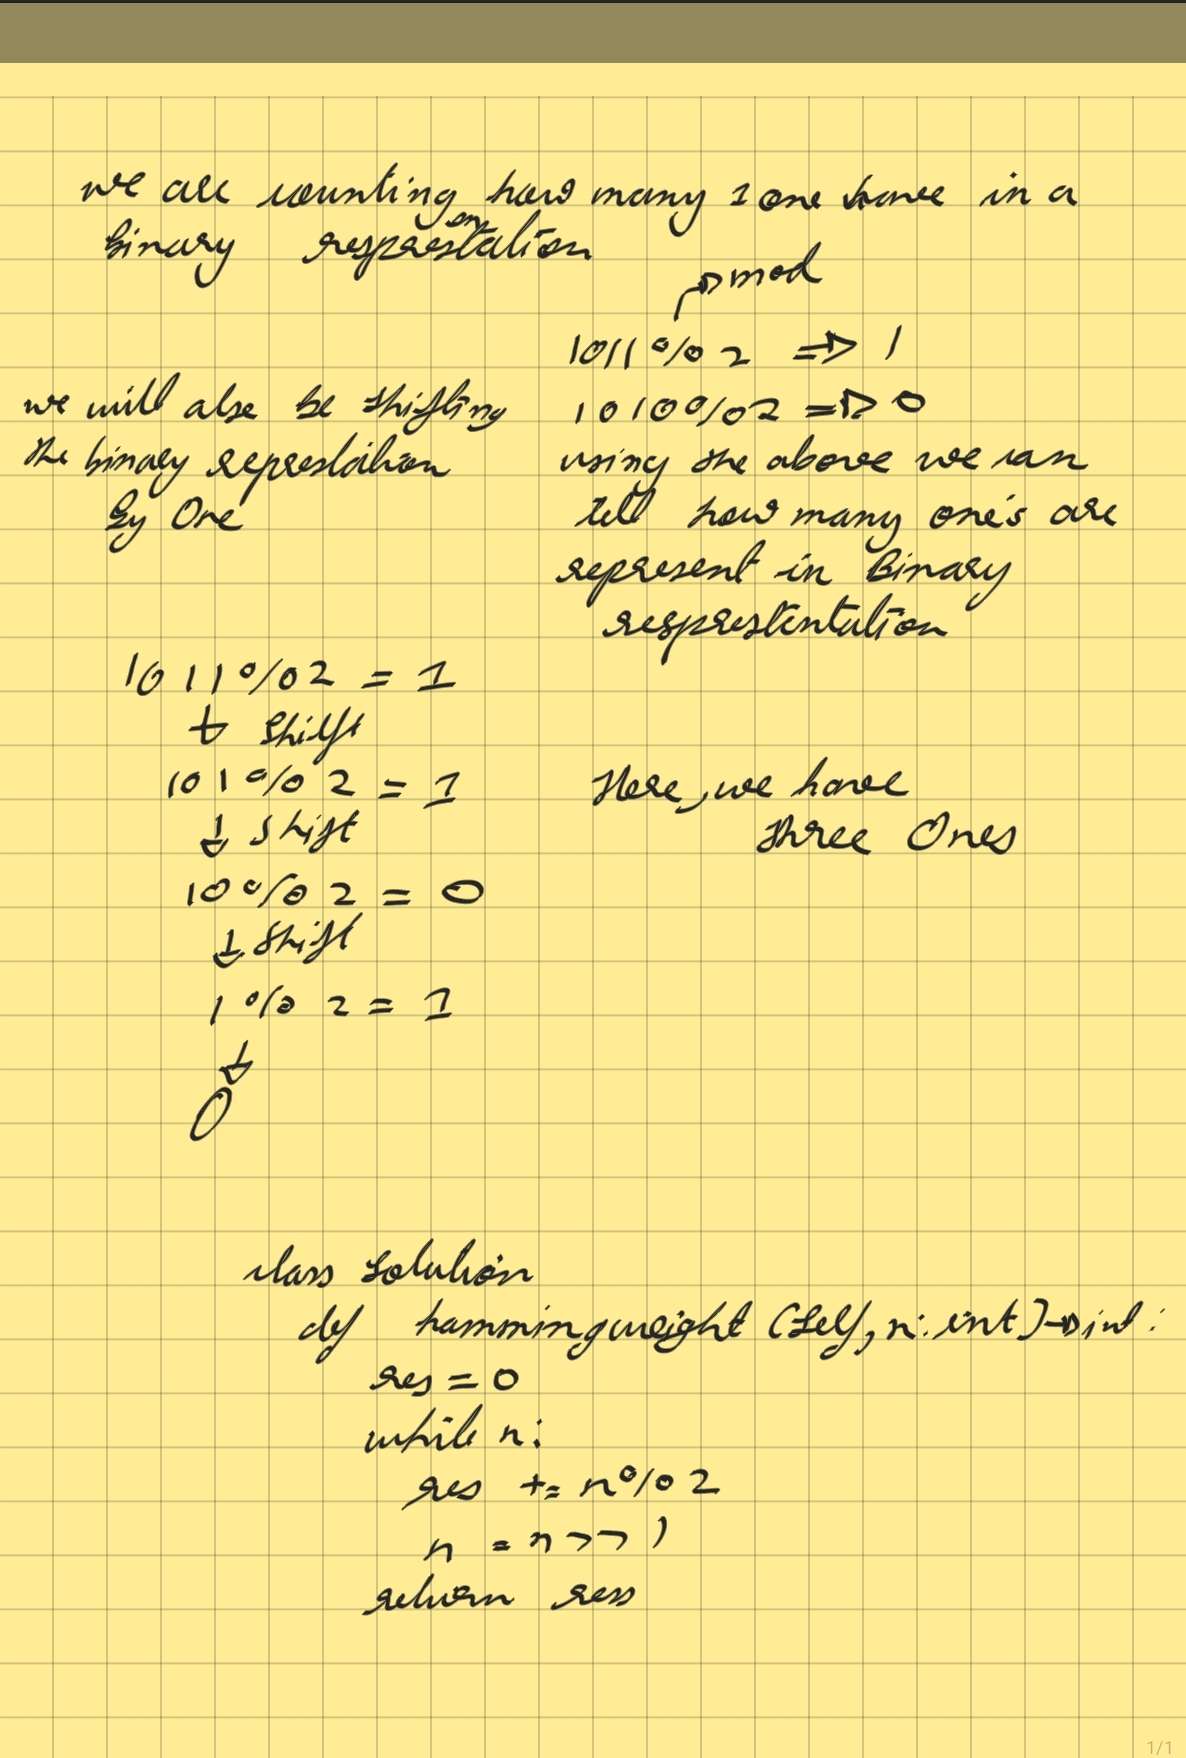 we are counting how many 1 one have in a
Binary resprestation
en
mod
1011 % 2 => 1
1010 % 2 => 0
we will also be shifting
the binary represtation
By One
using the above we can
tell how many one's are
represent in Binary
resprestentation
1011 % 2 = 1
↓ Shift
101 % 2 = 1
↓ shift
10 % 2 = 0
↓ shift
1 % 2 = 1
↓
0
Here, we have
three Ones
class Solution
def hammingweight (self, n: int) -> int:
res = 0
while n:
res += n % 2
n = n >> 1
return res
1/1